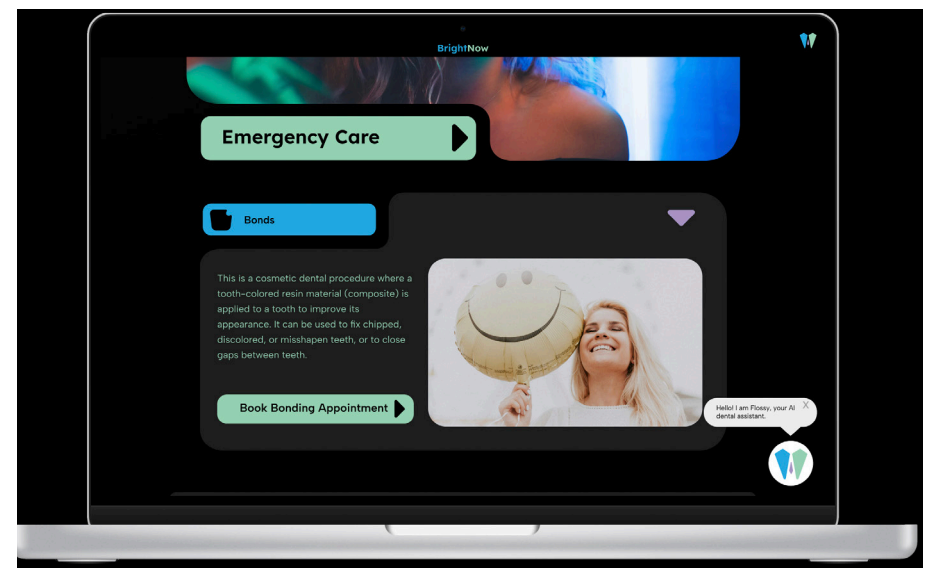 BrightNow
Emergency Care
Bonds
This is a cosmetic dental procedure where a
tooth-colored resin material (composite) is
applied to a tooth to improve its
appearance. It can be used to fix chipped,
discolored, or misshapen teeth, or to close
gaps between teeth.
Book Bonding Appointment
Hello! I am Flossy, your AI
dental assistant.
X